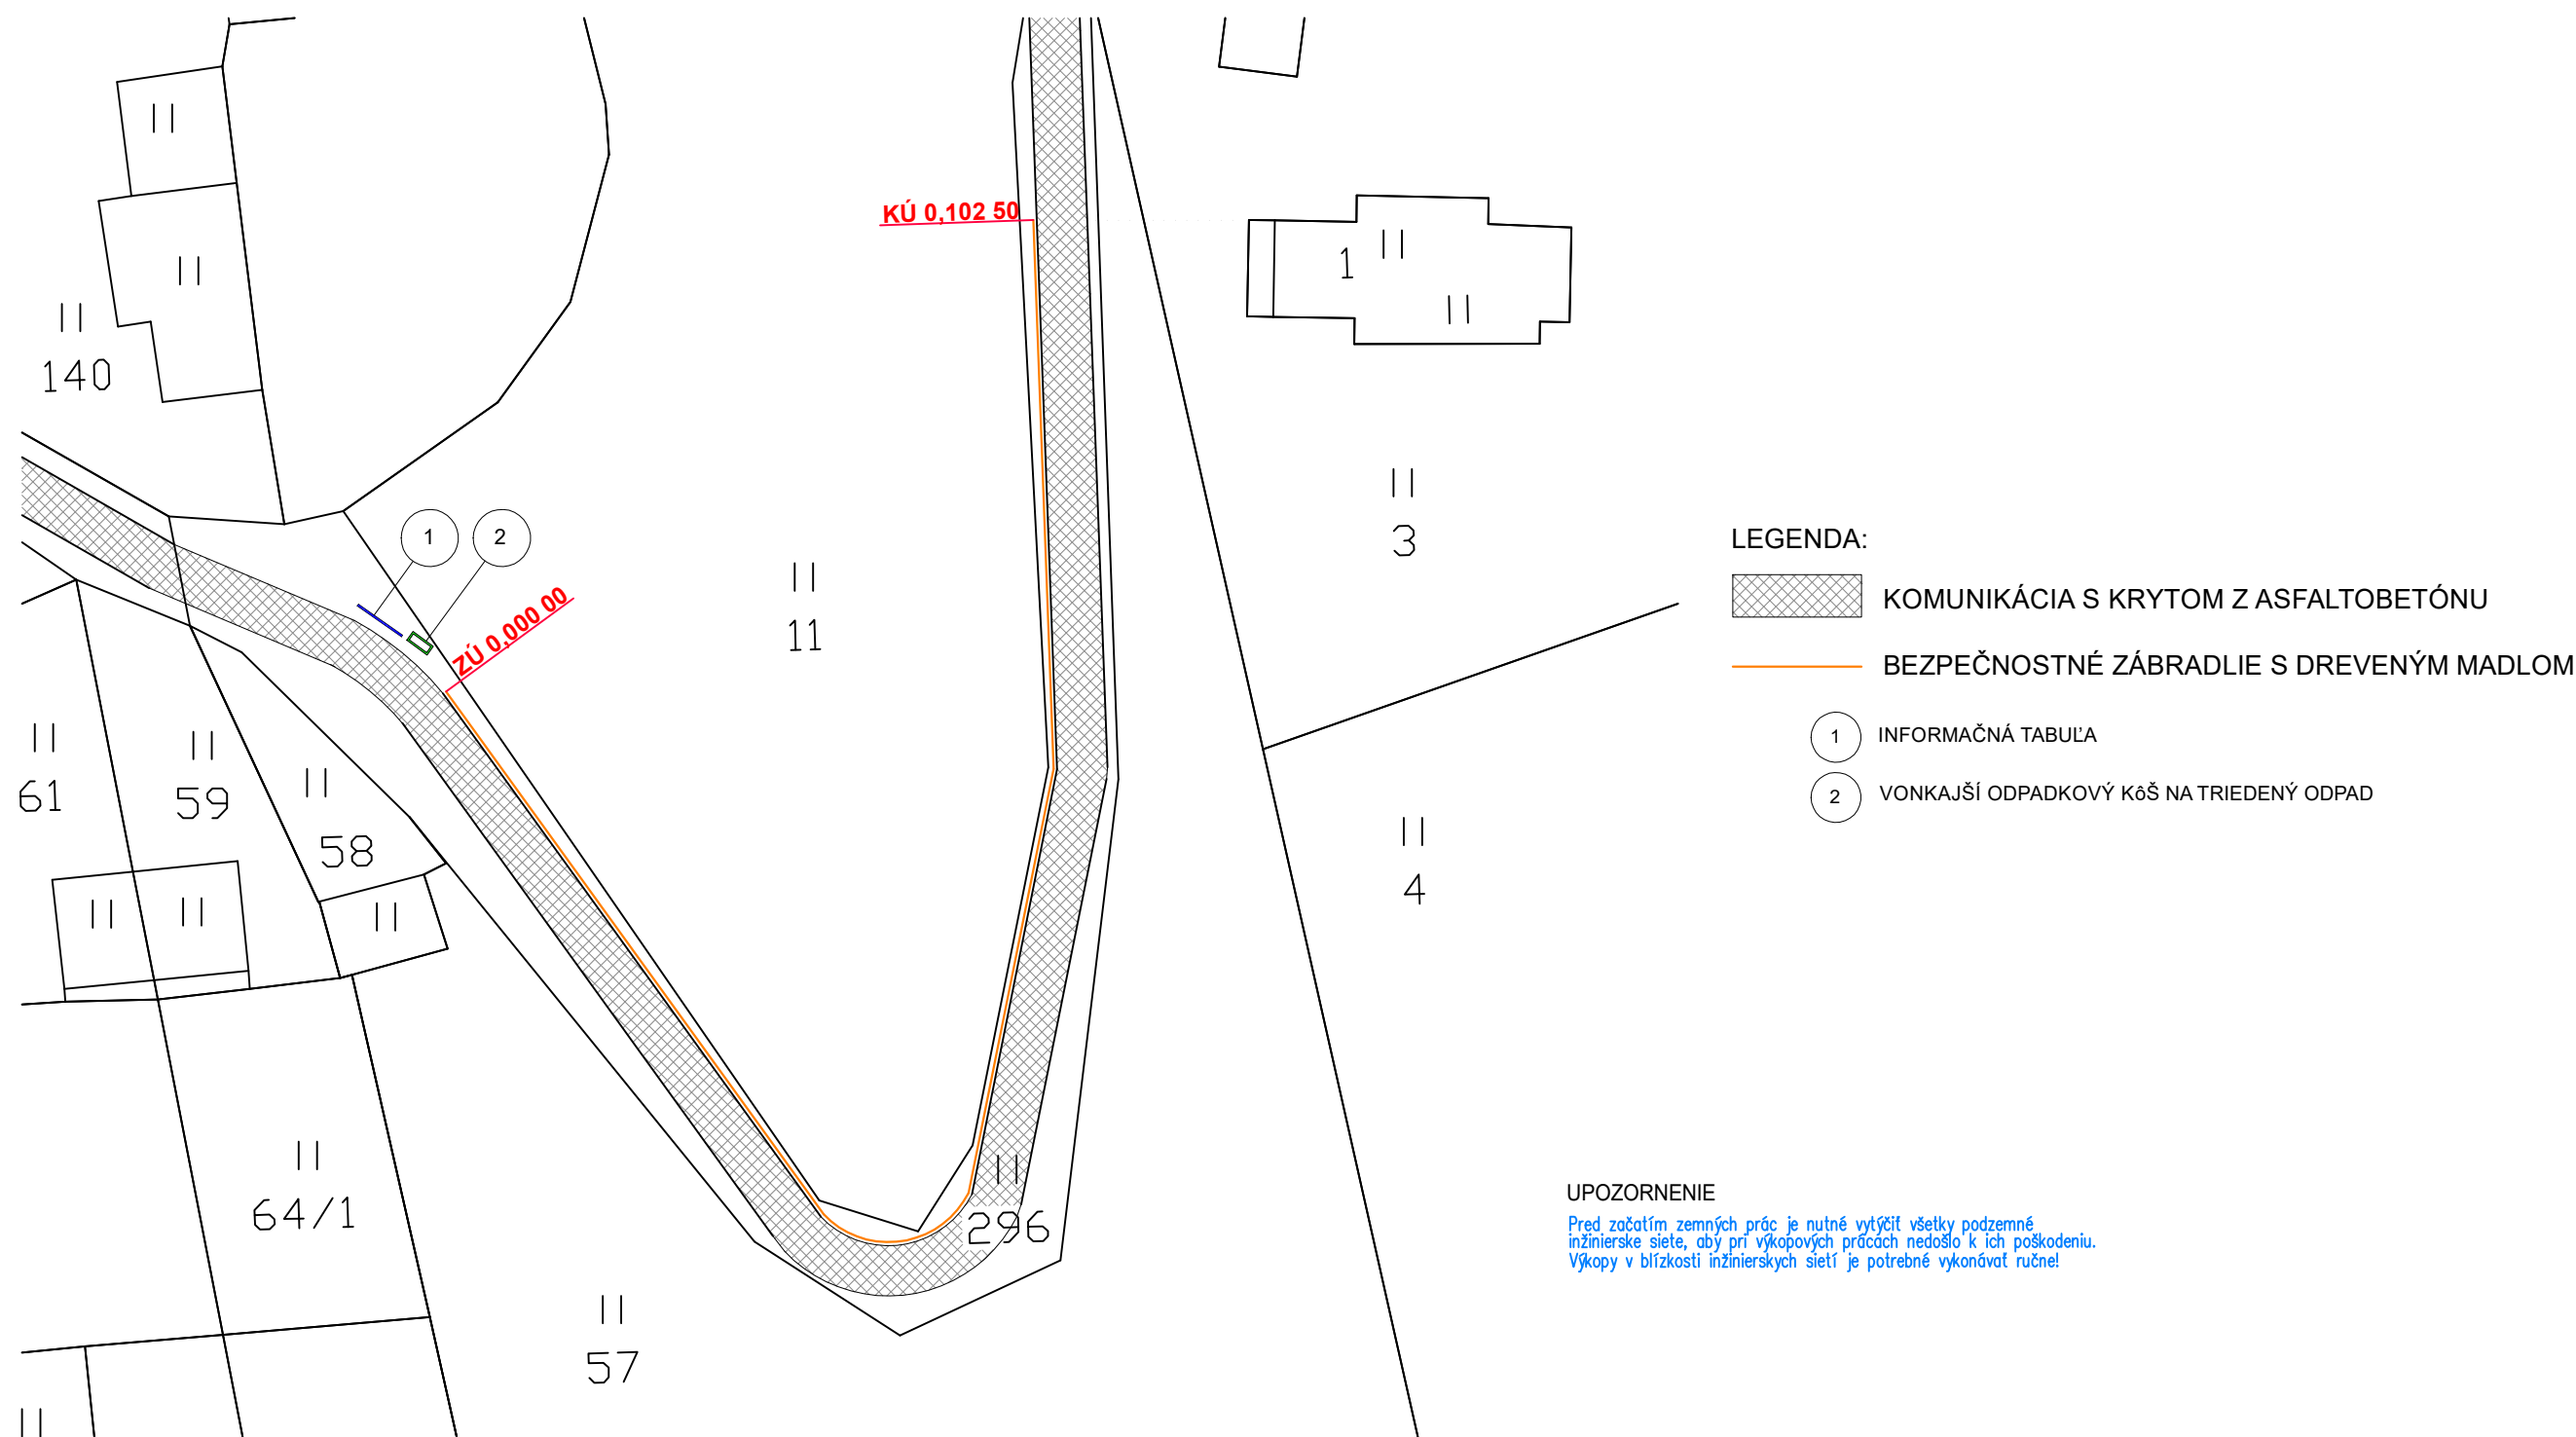 KÚ 0,102 50
1
140
1
2
3
LEGENDA:
KOMUNIKÁCIA S KRYTOM Z ASFALTOBETÓNU
ZÚ 0,000 00
11
BEZPEČNOSTNÉ ZÁBRADLIE S DREVENÝM MADLOM
1 INFORMAČNÁ TABUĽA
2 VONKAJŠÍ ODPADKOVÝ KôŠ NA TRIEDENÝ ODPAD
61
59
58
4
64/1
296
57
UPOZORNENIE
Pred začatím zemných prác je nutné vytýčiť všetky podzemné
inžinierske siete, aby pri výkopových prácach nedošlo k ich poškodeniu.
Výkopy v blízkosti inžinierskych sietí je potrebné vykonávať ručne!